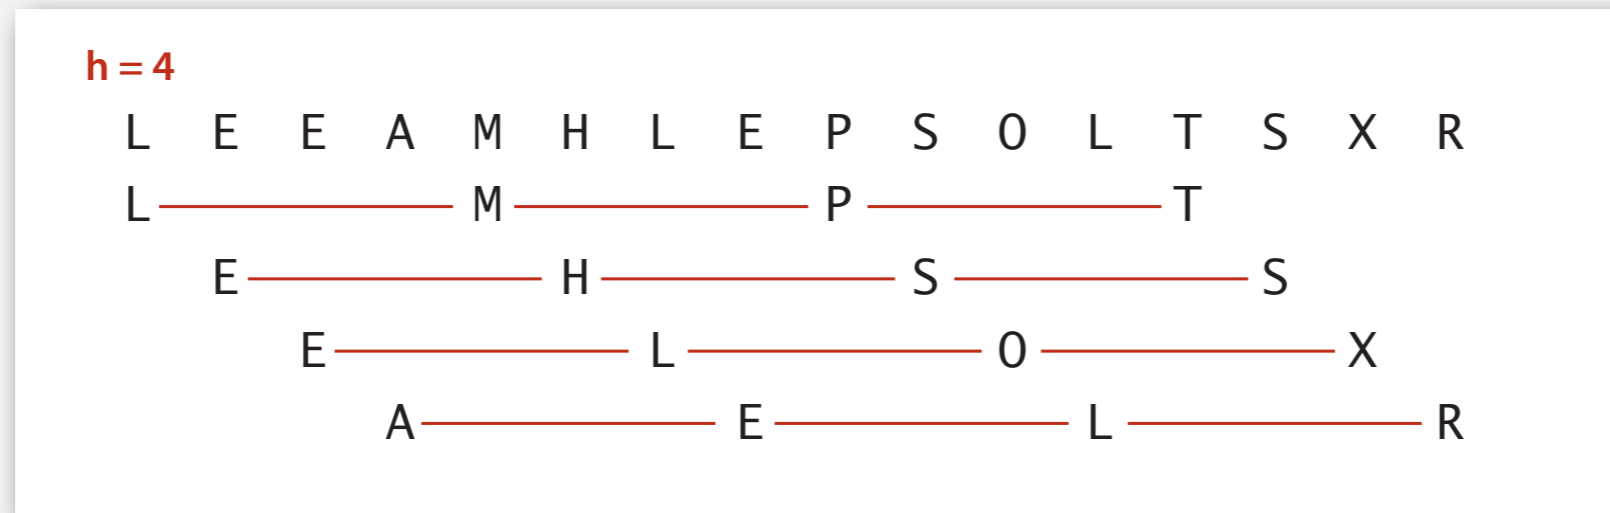 h = 4
L E E A M H L E P S O L T S X R
L M P T
E H S S
E L O X
A E L R